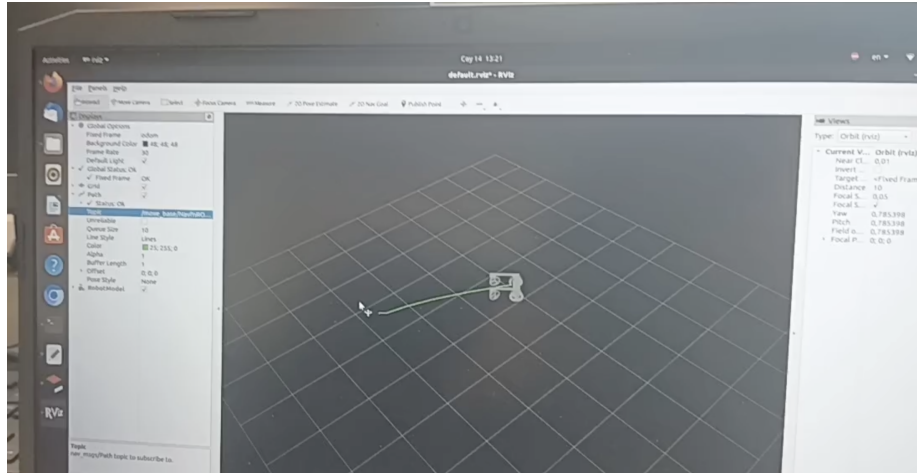 Activities
RViz
Сәу 14 13:21
en
default.rviz* - RViz
File Panels Help
Interact Move Camera Select Focus Camera Measure 2D Pose Estimate 2D Nav Goal Publish Point
Displays
Global Options
Fixed Frame odom
Background Color 48; 48; 48
Frame Rate 30
Default Light
Global Status: Ok
Fixed Frame OK
Grid
Path
Status: Ok
Topic
Unreliable
Queue Size 10
Line Style Lines
Color 25; 255; 0
Alpha 1
Buffer Length 1
Offset 0; 0; 0
Pose Style None
RobotModel
Topic
nav_msgs/Path topic to subscribe to.
RViz
Views
Type: Orbit (rviz)
Current V... Orbit (rviz)
Near Cl... 0,01
Invert ...
Target ... <Fixed Fram
Distance 10
Focal S... 0,05
Focal S...
Yaw 0,785398
Pitch 0,785398
Field o... 0,785398
Focal P... 0; 0; 0